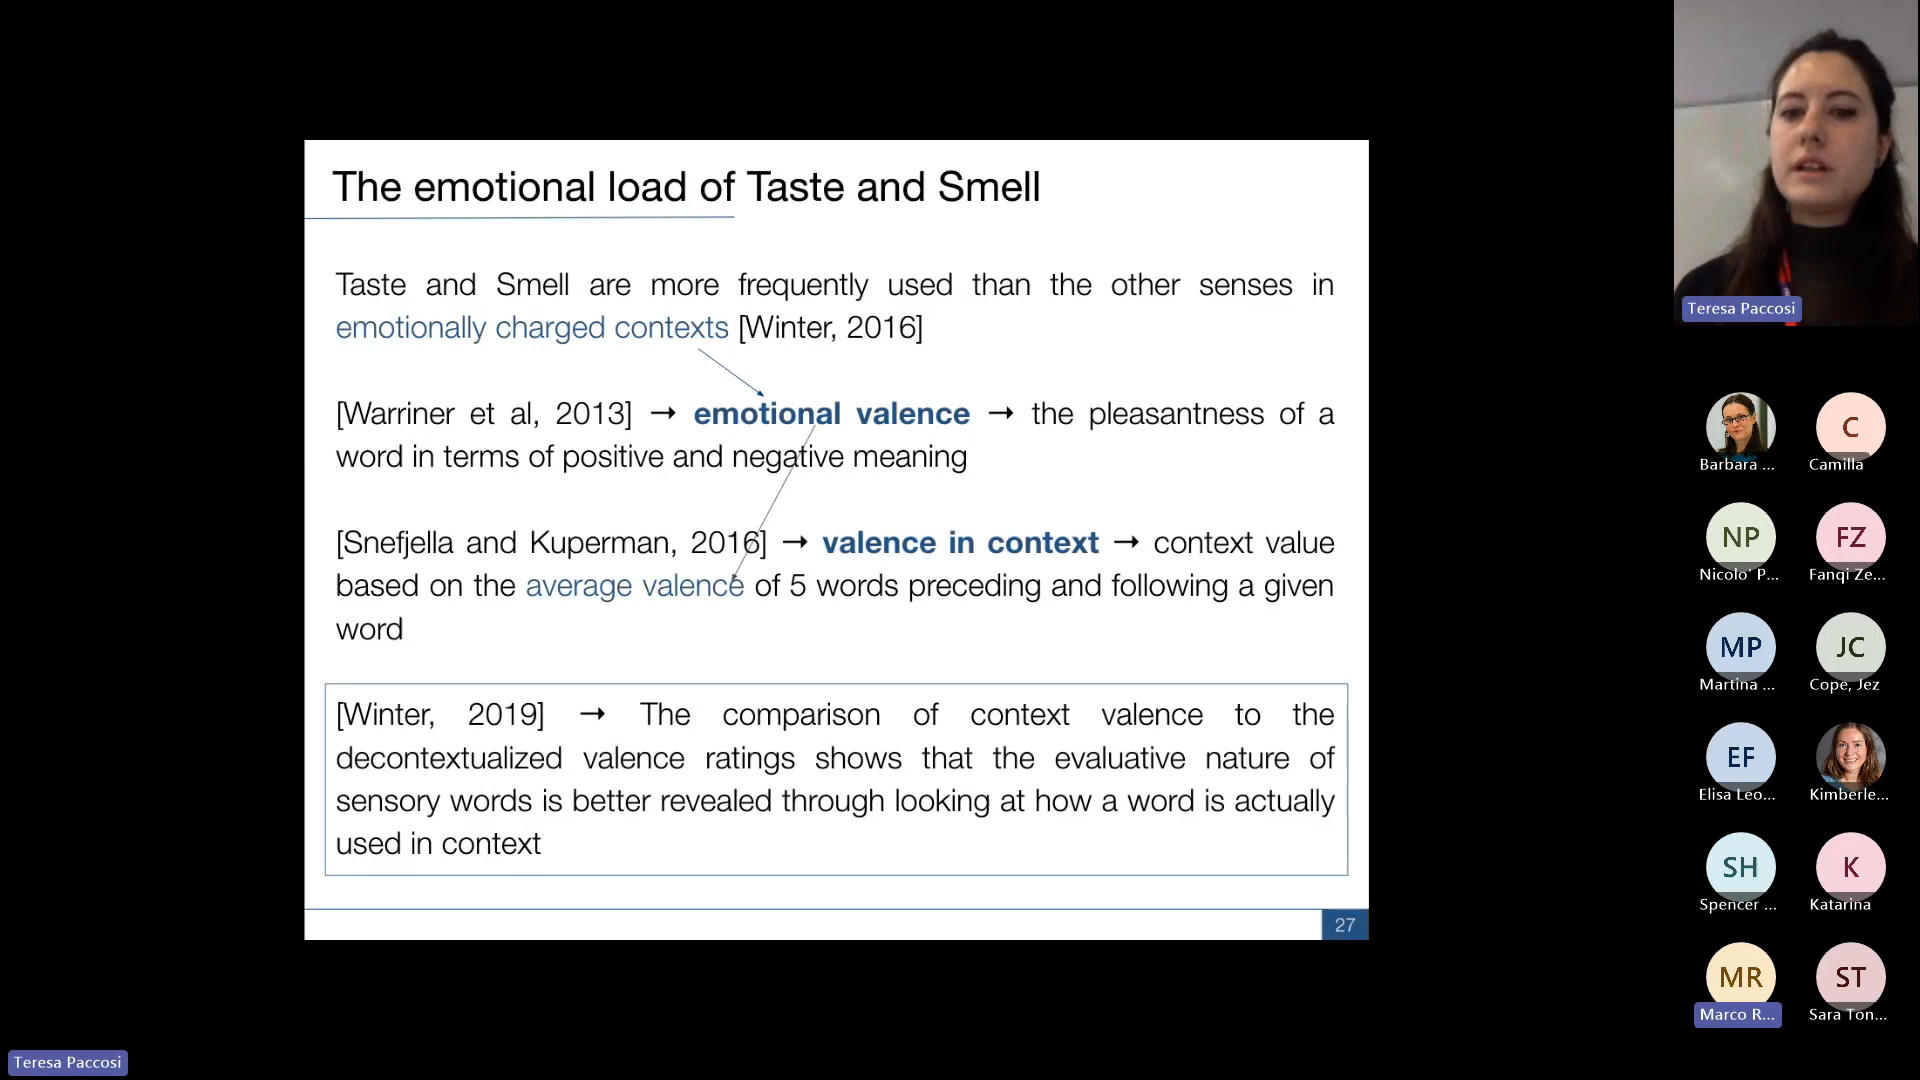 The emotional load of Taste and Smell
Taste and Smell are more frequently used than the other senses in
emotionally charged contexts [Winter, 2016]
[Warriner et al, 2013] → emotional valence → the pleasantness of a
word in terms of positive and negative meaning
[Snefjella and Kuperman, 2016] → valence in context → context value
based on the average valence of 5 words preceding and following a given
word
[Winter, 2019] → The comparison of context valence to the
decontextualized valence ratings shows that the evaluative nature of
sensory words is better revealed through looking at how a word is actually
used in context
27
Teresa Paccosi
Barbara ...
C
Camilla
NP
Nicolo' P...
FZ
Fanqi Ze...
MP
Martina ...
JC
Cope, Jez
EF
Elisa Leo...
Kimberle...
SH
Spencer ...
K
Katarina
MR
Marco R...
ST
Sara Ton...
Teresa Paccosi